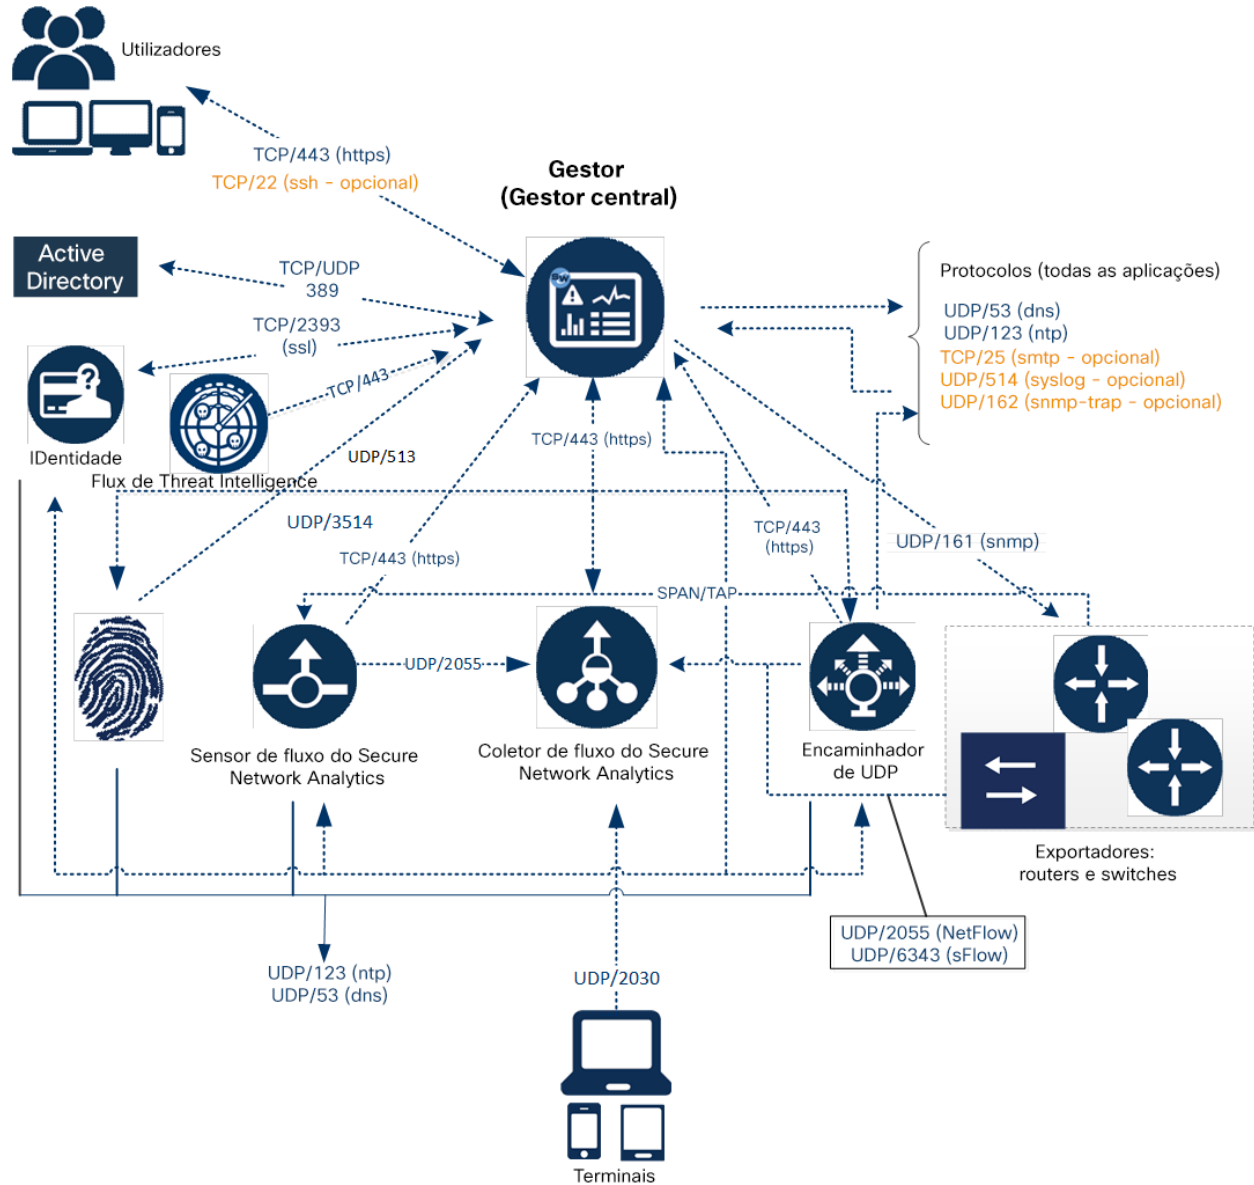 Utilizadores
TCP/443 (https)
TCP/22 (ssh - opcional)
Gestor
(Gestor central)
Active
Directory
TCP/UDP
389
TCP/2393
(ssl)
TCP/443
IDentidade
Flux de Threat Intelligence
Protocolos (todas as aplicações)
UDP/53 (dns)
UDP/123 (ntp)
TCP/25 (smtp - opcional)
UDP/514 (syslog - opcional)
UDP/162 (snmp-trap - opcional)
TCP/443 (https)
UDP/513
UDP/3514
TCP/443 (https)
TCP/443
(https)
UDP/161 (snmp)
SPAN/TAP
UDP/2055
Sensor de fluxo do Secure
Network Analytics
Coletor de fluxo do Secure
Network Analytics
Encaminhador
de UDP
Exportadores:
routers e switches
UDP/2055 (NetFlow)
UDP/6343 (sFlow)
UDP/123 (ntp)
UDP/53 (dns)
UDP/2030
Terminais